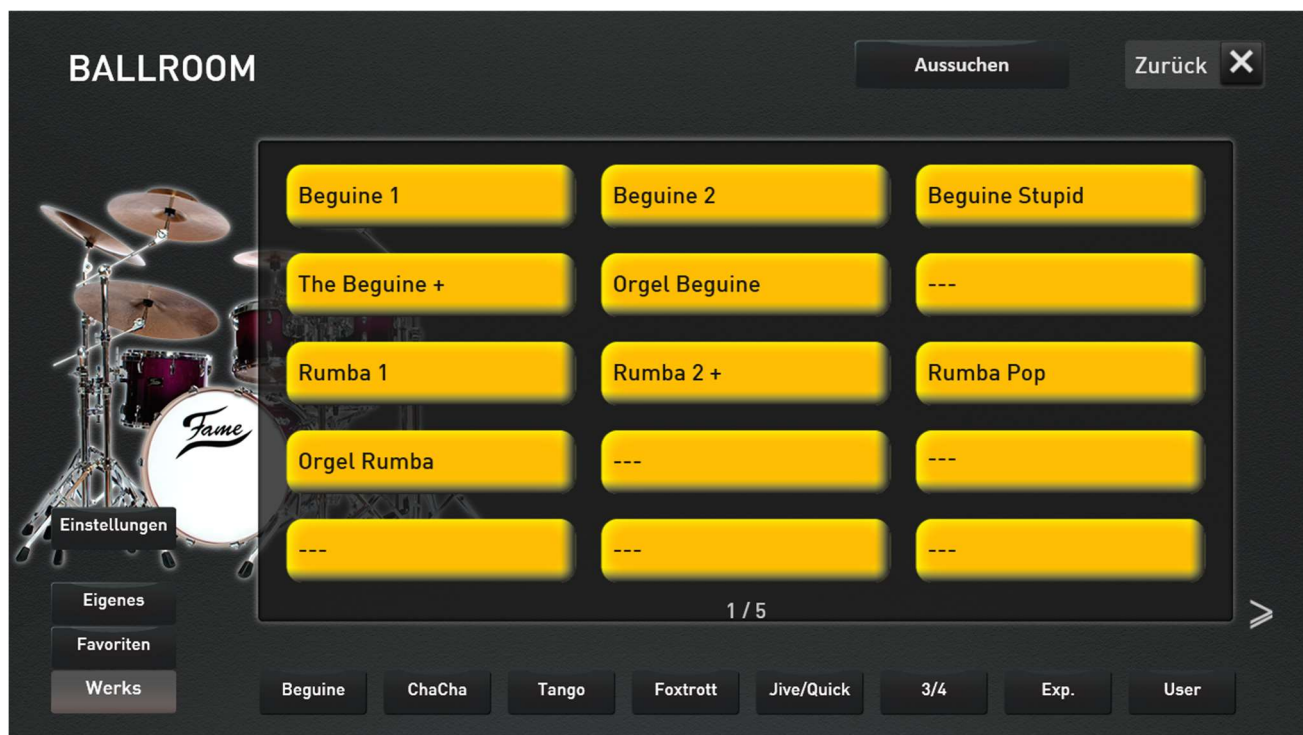 BALLROOM
Aussuchen
Zurück
Beguine 1
Beguine 2
Beguine Stupid
The Beguine +
Orgel Beguine
---
Rumba 1
Rumba 2 +
Rumba Pop
Fame
Orgel Rumba
---
---
Einstellungen
---
---
---
Eigenes
1 / 5
Favoriten
Werks
Beguine
ChaCha
Tango
Foxtrott
Jive/Quick
3/4
Exp.
User